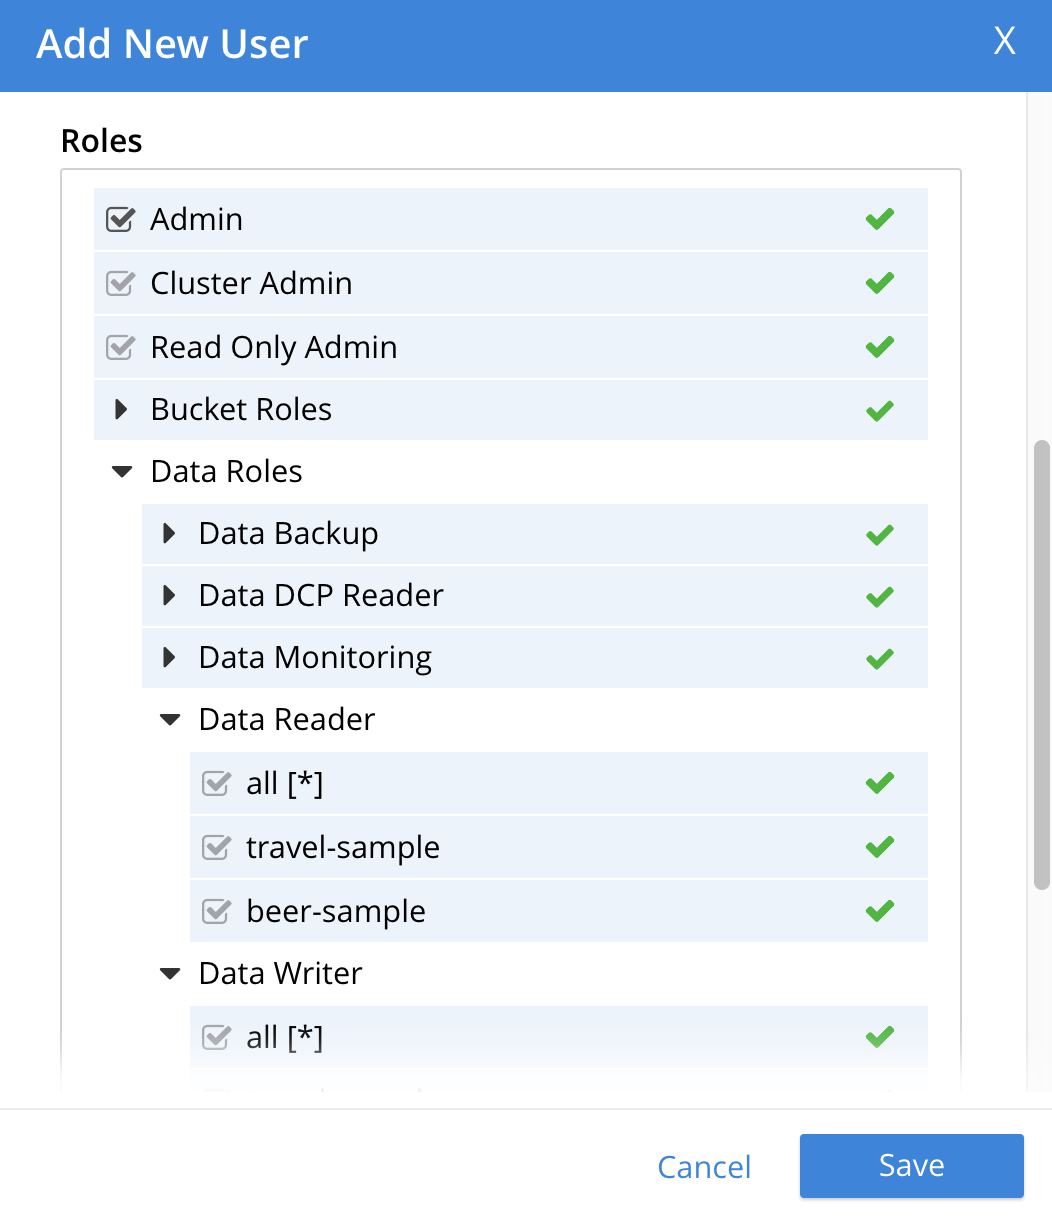 Add New User X
Roles
Admin
Cluster Admin
Read Only Admin
Bucket Roles
Data Roles
Data Backup
Data DCP Reader
Data Monitoring
Data Reader
all [*]
travel-sample
beer-sample
Data Writer
all [*]
Cancel Save